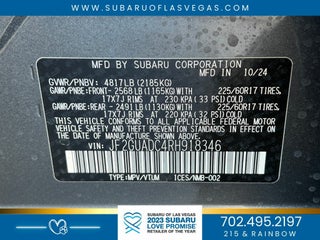 WWW.SUBARUOFLASVEGAS.COM
MFD BY SUBARU CORPORATION
MFD IN 10/24
GVWR/PNBV: 4817LB (2185KG)
GAWR/PNBE:FRONT- 2568LB (1165KG)WITH 225/60R17 TIRES,
17X7J RIMS AT 230 KPA (33 PSI)COLD
GAWR/PNBE:REAR - 2491LB (1130KG)WITH 225/60R17 TIRES,
17X7J RIMS AT 220 KPA (32 PSI)COLD
THIS VEHICLE CONFORMS TO ALL APPLICABLE
FEDERAL MOTOR VEHICLE SAFETY AND THEFT
PREVENTION STANDARDS IN EFFECT ON THE
DATE OF MANUFACTURE SHOWN ABOVE.
VIN: JF2GUADC4RH918346
TYPE:MPV/VTUM ICES/NMB-002
SUBARU OF LAS VEGAS
2023 SUBARU
LOVE PROMISE
RETAILER OF THE YEAR
702.495.2197
215 & RAINBOW